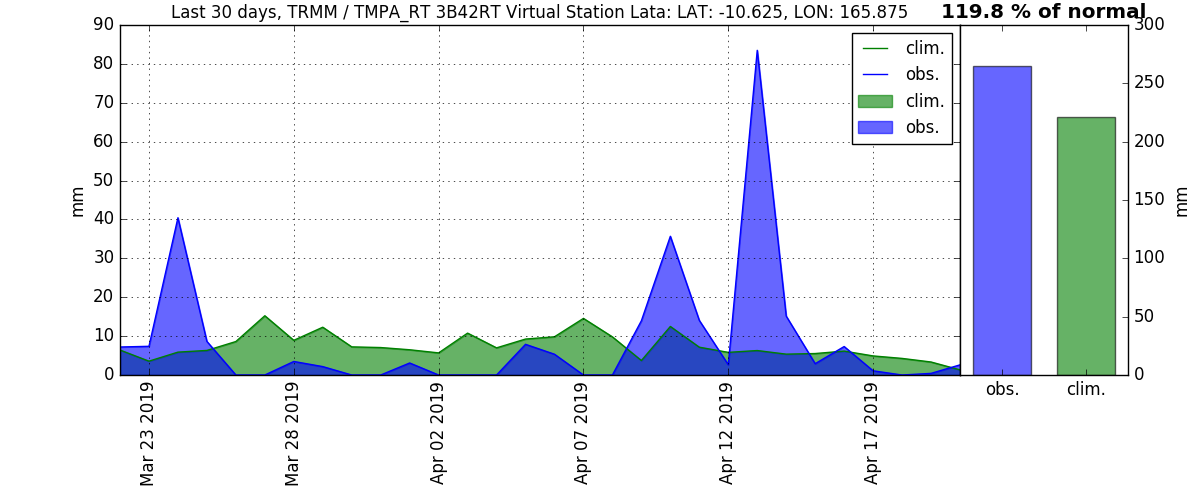 Last 30 days, TRMM / TMPA_RT 3B42RT Virtual Station Lata: LAT: -10.625, LON: 165.875
119.8 % of normal
90
80
70
60
50
40
30
20
10
0
mm
clim.
obs.
clim.
obs.
Mar 23 2019
Mar 28 2019
Apr 02 2019
Apr 07 2019
Apr 12 2019
Apr 17 2019
300
250
200
150
100
50
0
mm
obs.
clim.